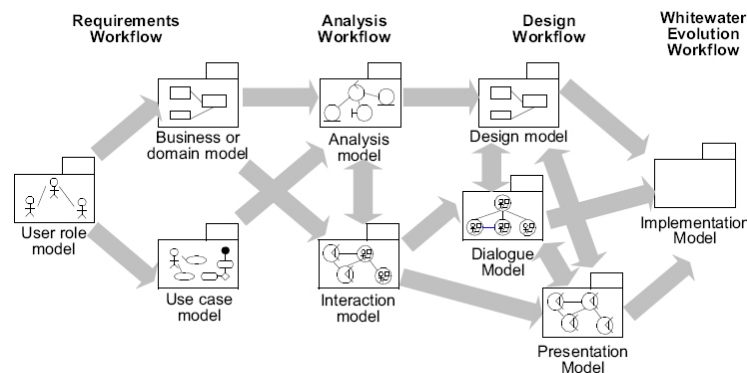 Requirements
Workflow
Analysis
Workflow
Design
Workflow
Whitewater
Evolution
Workflow
Business or
domain model
Analysis
model
Design model
User role
model
Implementation
Model
Dialogue
Model
Use case
model
Interaction
model
Presentation
Model